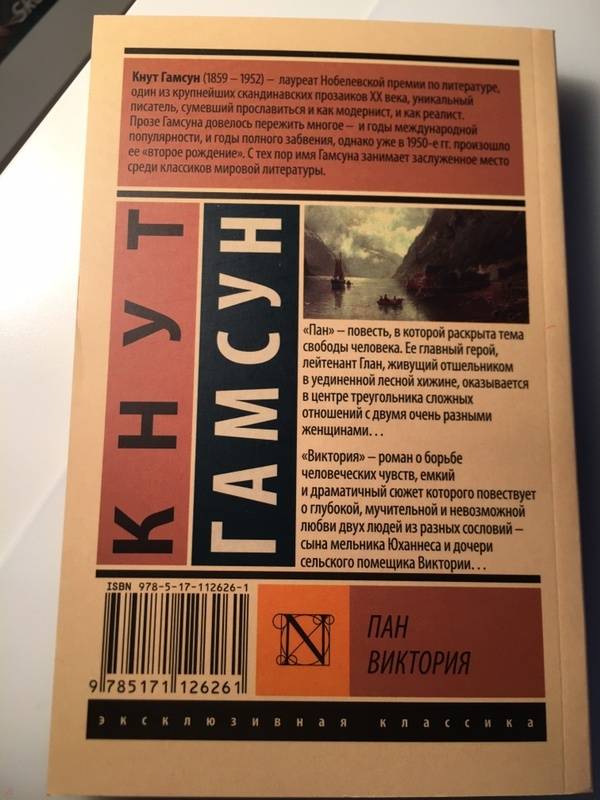 Кнут Гамсун (1859 – 1952) – лауреат Нобелевской премии по литературе,
один из крупнейших скандинавских прозаиков XX века, уникальный
писатель, сумевший прославиться и как модернист, и как реалист.
Прозе Гамсуна довелось пережить многое – и годы международной
популярности, и годы полного забвения, однако уже в 1950-е гг. произошло
ее «второе рождение». С тех пор имя Гамсуна занимает заслуженное место
среди классиков мировой литературы.
КНУТ
ГАМСУН
«Пан» – повесть, в которой раскрыта тема
свободы человека. Ее главный герой,
лейтенант Глан, живущий отшельником
в уединенной лесной хижине, оказывается
в центре треугольника сложных
отношений с двумя очень разными
женщинами...
«Виктория» – роман о борьбе
человеческих чувств, емкий
и драматичный сюжет которого повествует
о глубокой, мучительной и невозможной
любви двух людей из разных сословий –
сына мельника Юханнеса и дочери
сельского помещика Виктории...
ISBN 978-5-17-112626-1
9 785171 126261
N
ПАН
ВИКТОРИЯ
эксклюзивная классика